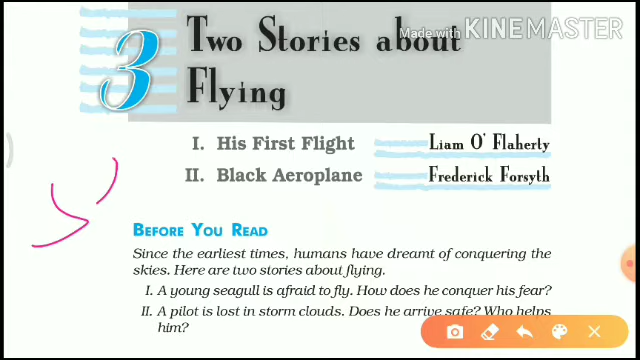 Made with KINEMASTER
3
Two Stories about
Flying
I. His First Flight Liam O' Flaherty
II. Black Aeroplane Frederick Forsyth
BEFORE YOU READ
Since the earliest times, humans have dreamt of conquering the
skies. Here are two stories about flying.
I. A young seagull is afraid to fly. How does he conquer his fear?
II. A pilot is lost in storm clouds. Does he arrive safe? Who helps
him?